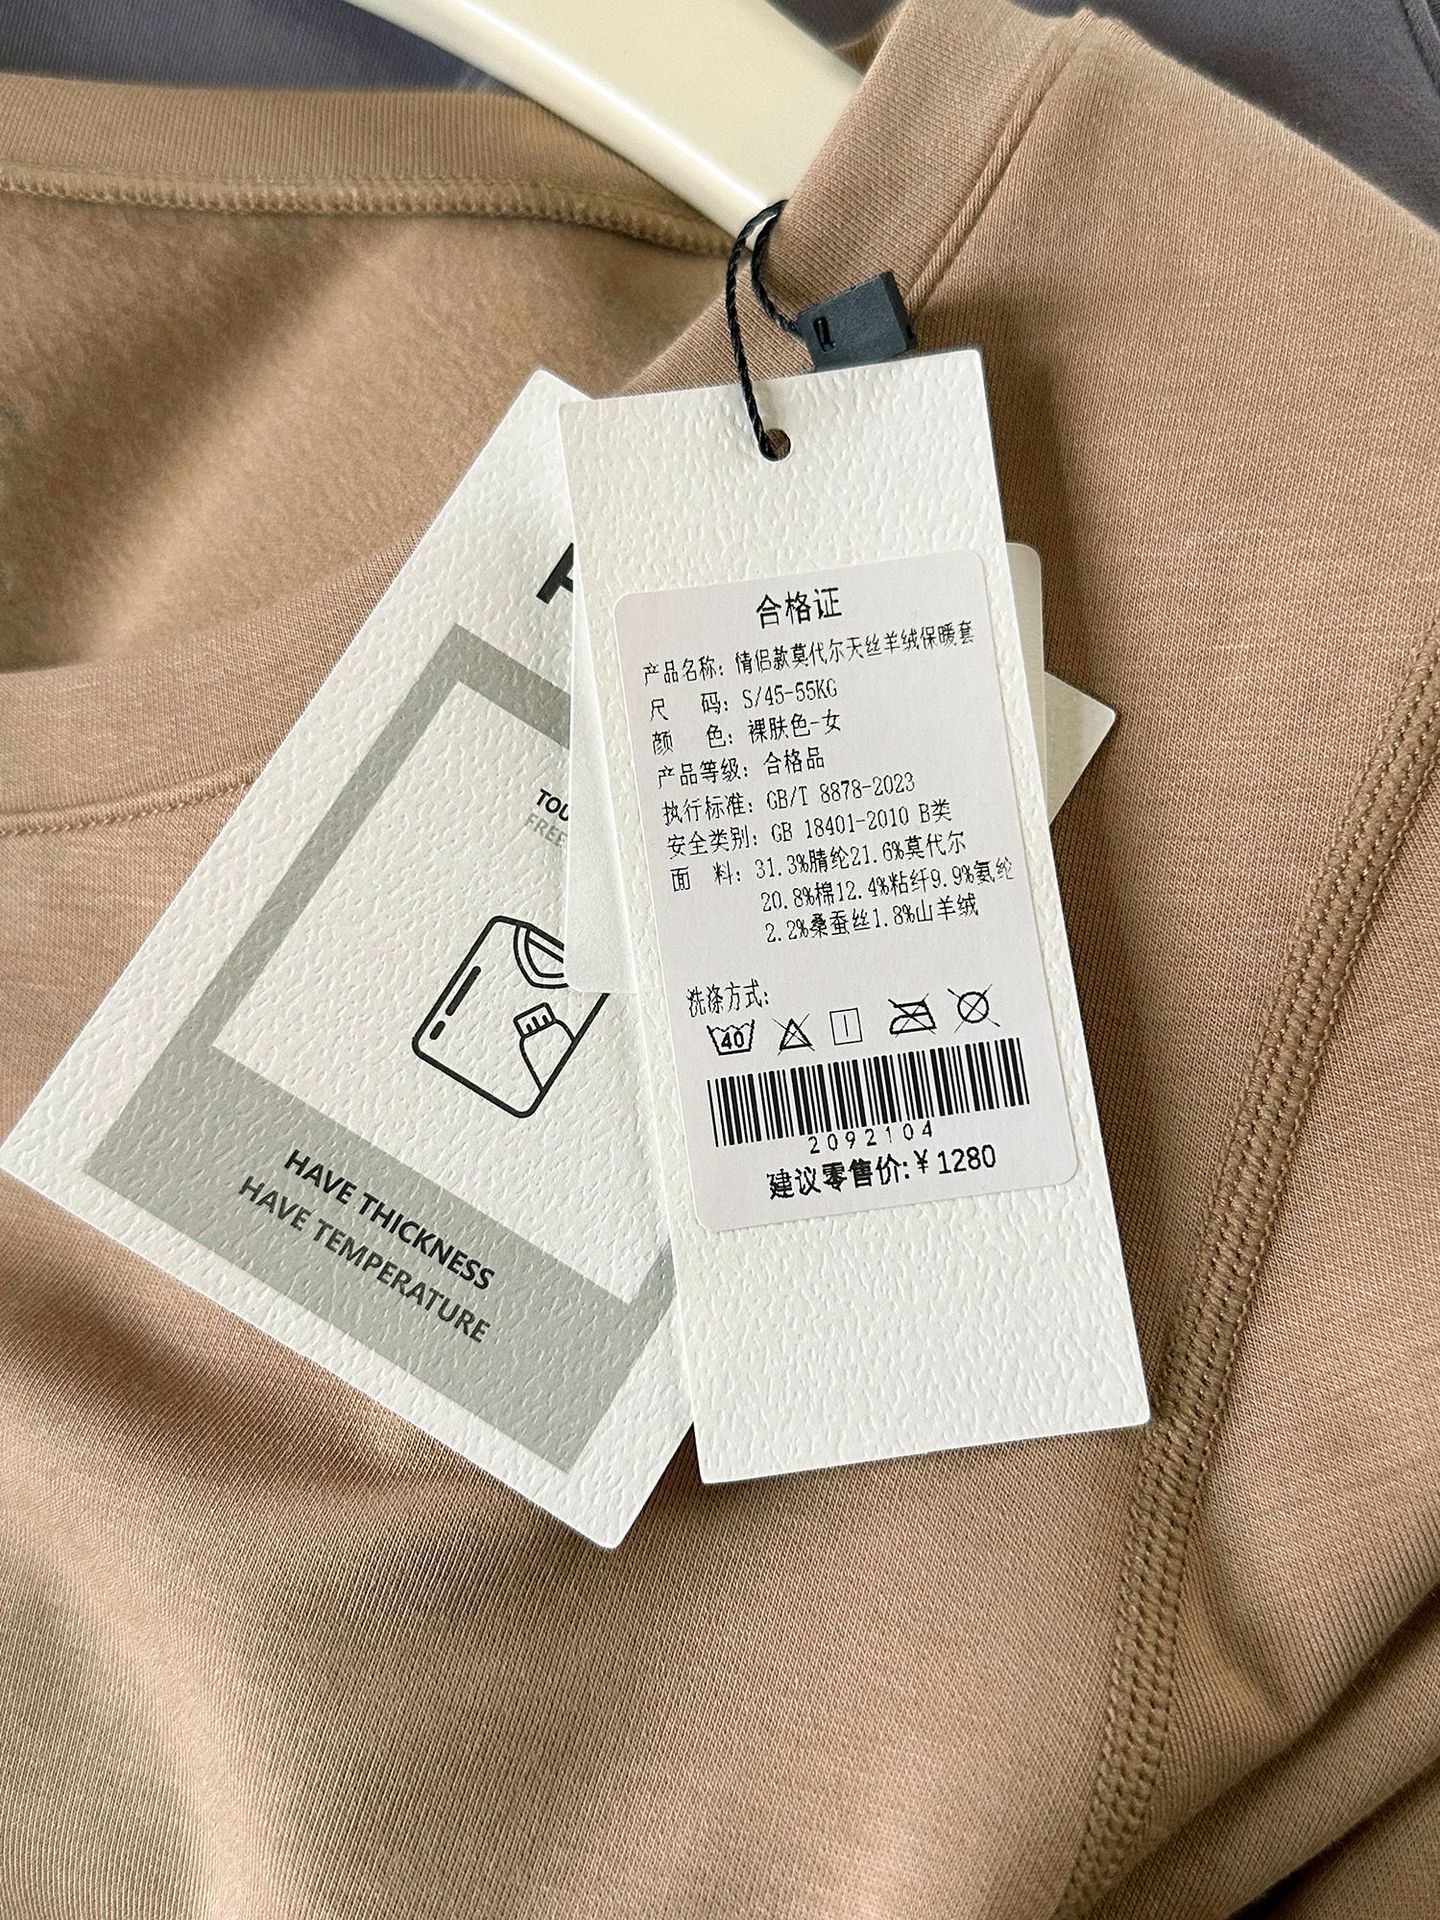 TOU
FREE
HAVE THICKNESS
HAVE TEMPERATURE
合格证
产品名称: 情侣款莫代尔天丝羊绒保暖套
尺 码: S/45-55KG
颜 色: 裸肤色-女
产品等级: 合格品
执行标准: GB/T 8878-2023
安全类别: GB 18401-2010 B类
面 料: 31.3%腈纶21.6%莫代尔
20.8%棉12.4%粘纤9.9%氨纶
2.2%桑蚕丝1.8%山羊绒
洗涤方式:
40
2092104
建议零售价:¥1280